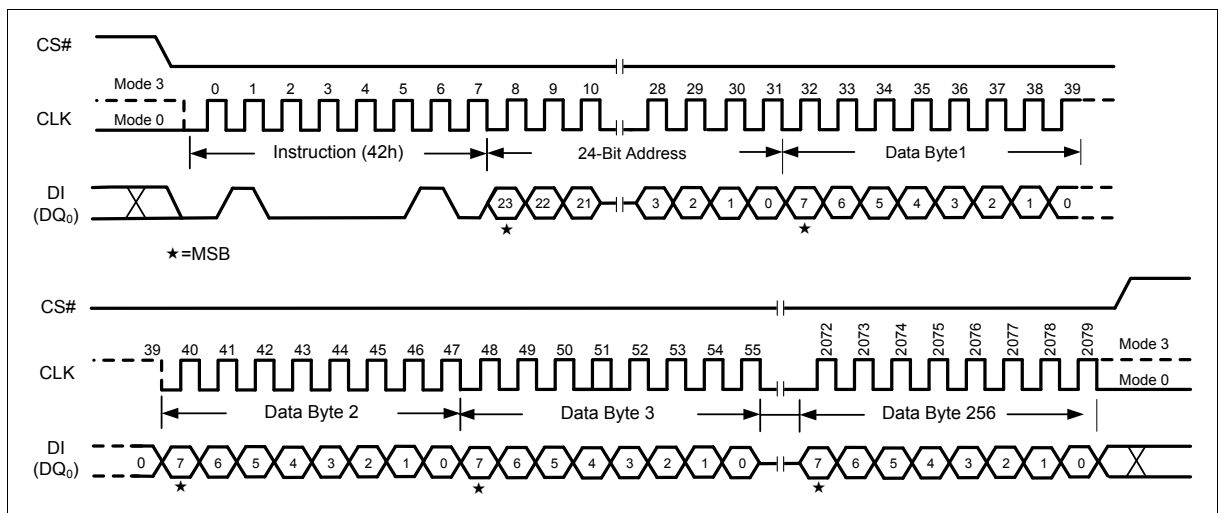 CS#
Mode 3
0 1 2 3 4 5 6 7 8 9 10 28 29 30 31 32 33 34 35 36 37 38 39
CLK
Mode 0
Instruction (42h) 24-Bit Address Data Byte1
DI
(DQ0)
23 22 21 3 2 1 0 7 6 5 4 3 2 1 0
★ ★
★=MSB
CS#
39 40 41 42 43 44 45 46 47 48 49 50 51 52 53 54 55 2072 2073 2074 2075 2076 2077 2078 2079
Mode 3
CLK
Mode 0
Data Byte 2 Data Byte 3 Data Byte 256
DI
(DQ0)
0 7 6 5 4 3 2 1 0 7 6 5 4 3 2 1 0 7 6 5 4 3 2 1 0
★ ★ ★